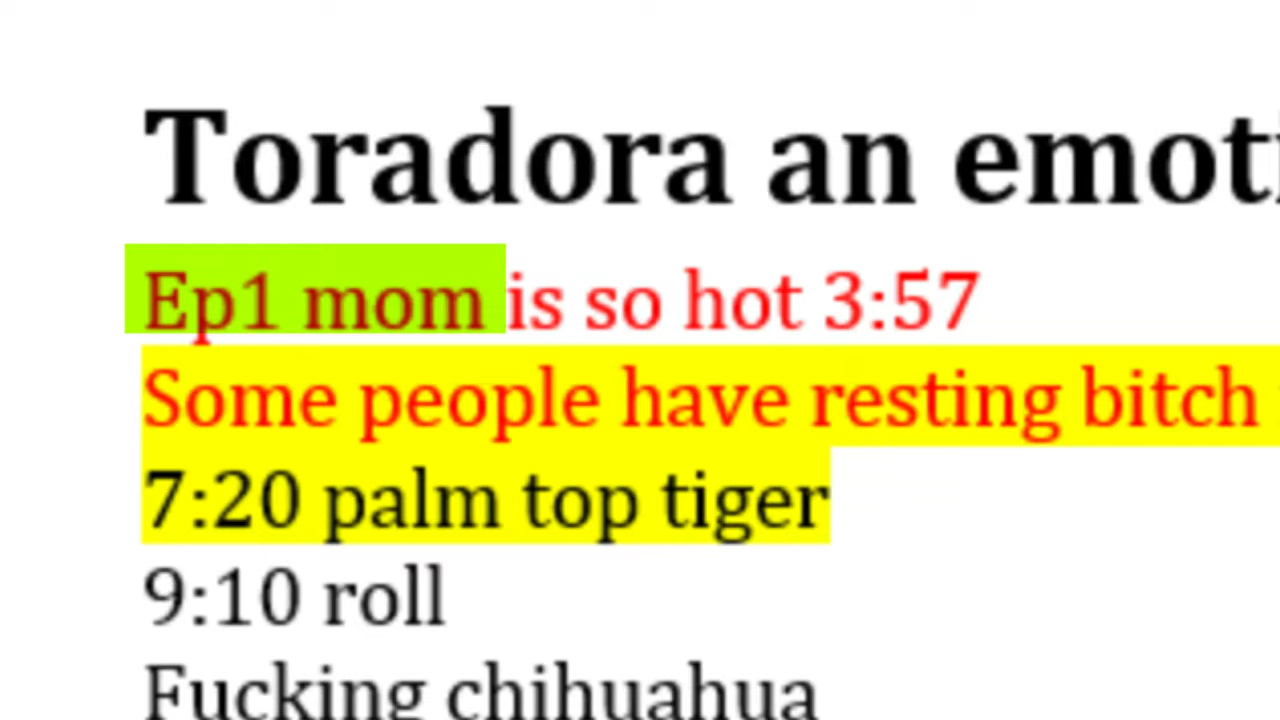 Toradora an emoti
Ep1 mom is so hot 3:57
Some people have resting bitch
7:20 palm top tiger
9:10 roll
Fucking chihuahua